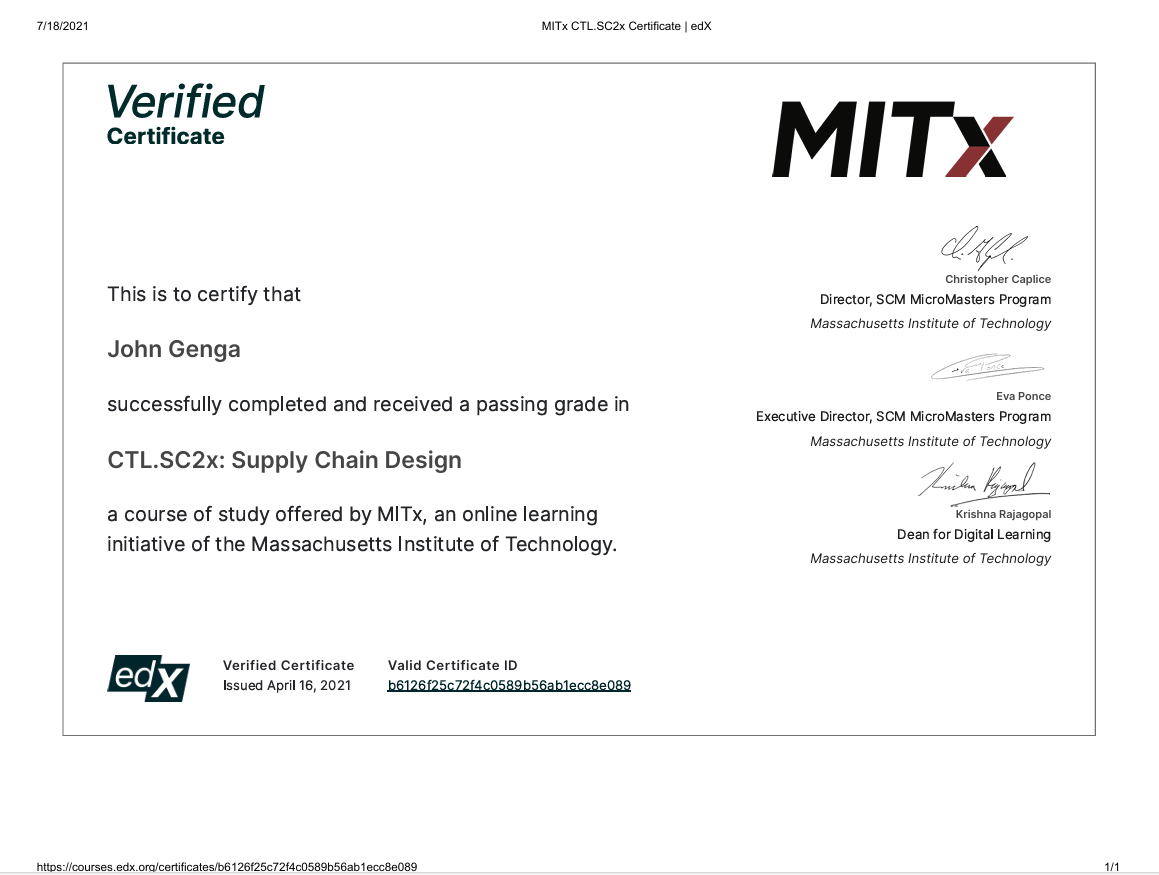 7/18/2021
MITx CTL.SC2x Certificate | edX
Verified
Certificate
MITx
This is to certify that
John Genga
successfully completed and received a passing grade in
CTL.SC2x: Supply Chain Design
a course of study offered by MITx, an online learning
initiative of the Massachusetts Institute of Technology.
Christopher Caplice
Director, SCM MicroMasters Program
Massachusetts Institute of Technology
Eva Ponce
Eva Ponce
Executive Director, SCM MicroMasters Program
Massachusetts Institute of Technology
Krishna Rajagopal
Krishna Rajagopal
Dean for Digital Learning
Massachusetts Institute of Technology
edX
Verified Certificate
Issued April 16, 2021
Valid Certificate ID
b6126f25c72f4c0589b56ab1ecc8e089
https://courses.edx.org/certificates/b6126f25c72f4c0589b56ab1ecc8e089
1/1